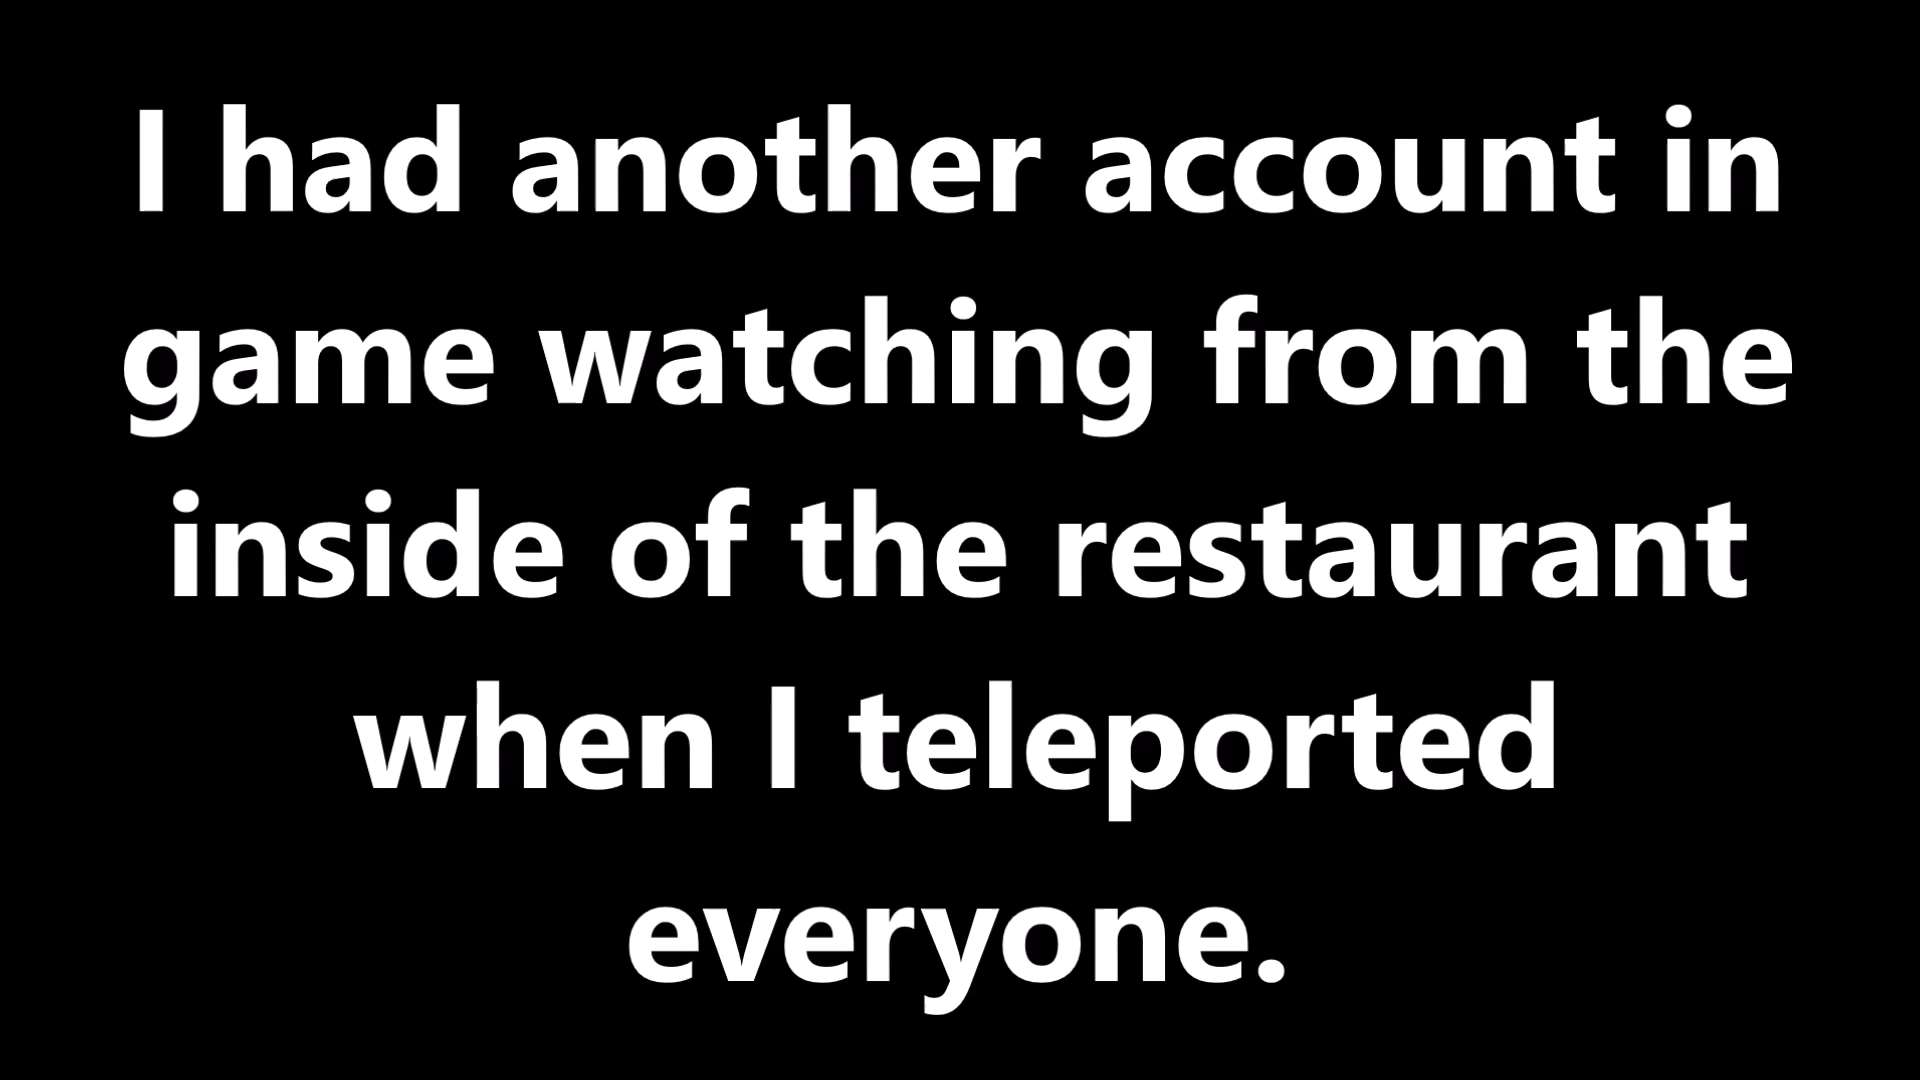 I had another account in
game watching from the
inside of the restaurant
when I teleported
everyone.